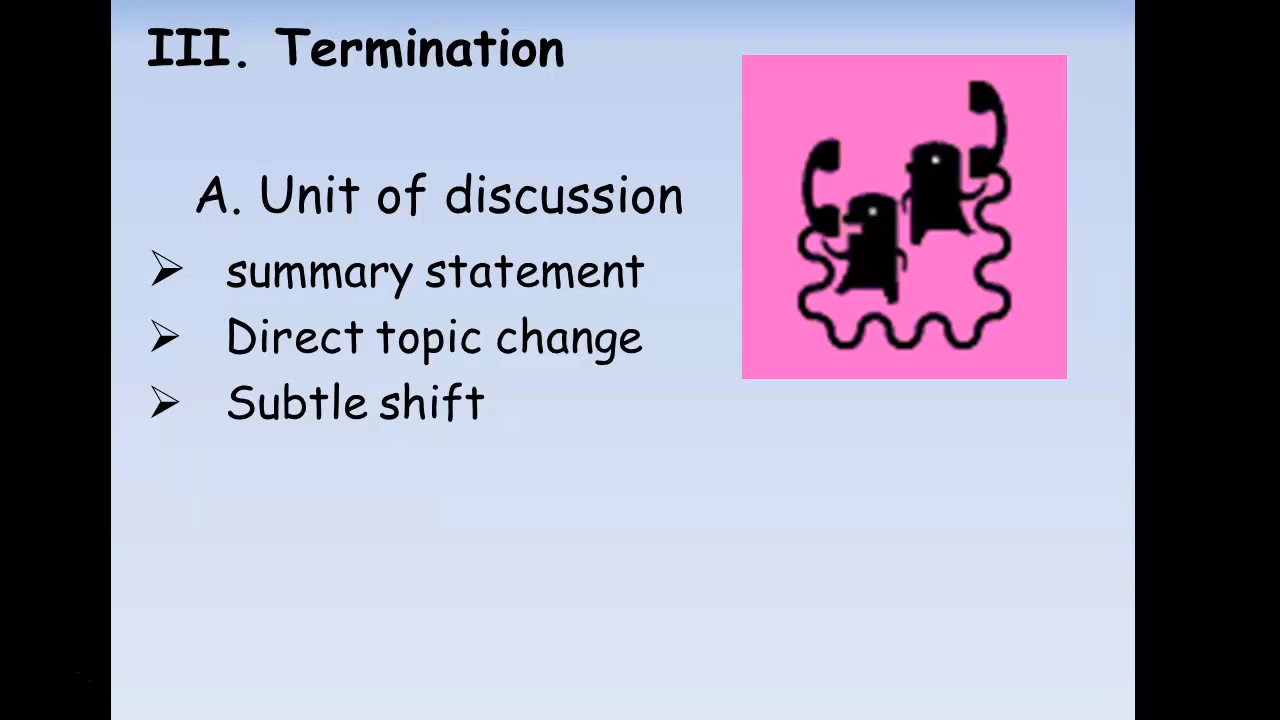 III. Termination
A. Unit of discussion
➢ summary statement
➢ Direct topic change
➢ Subtle shift